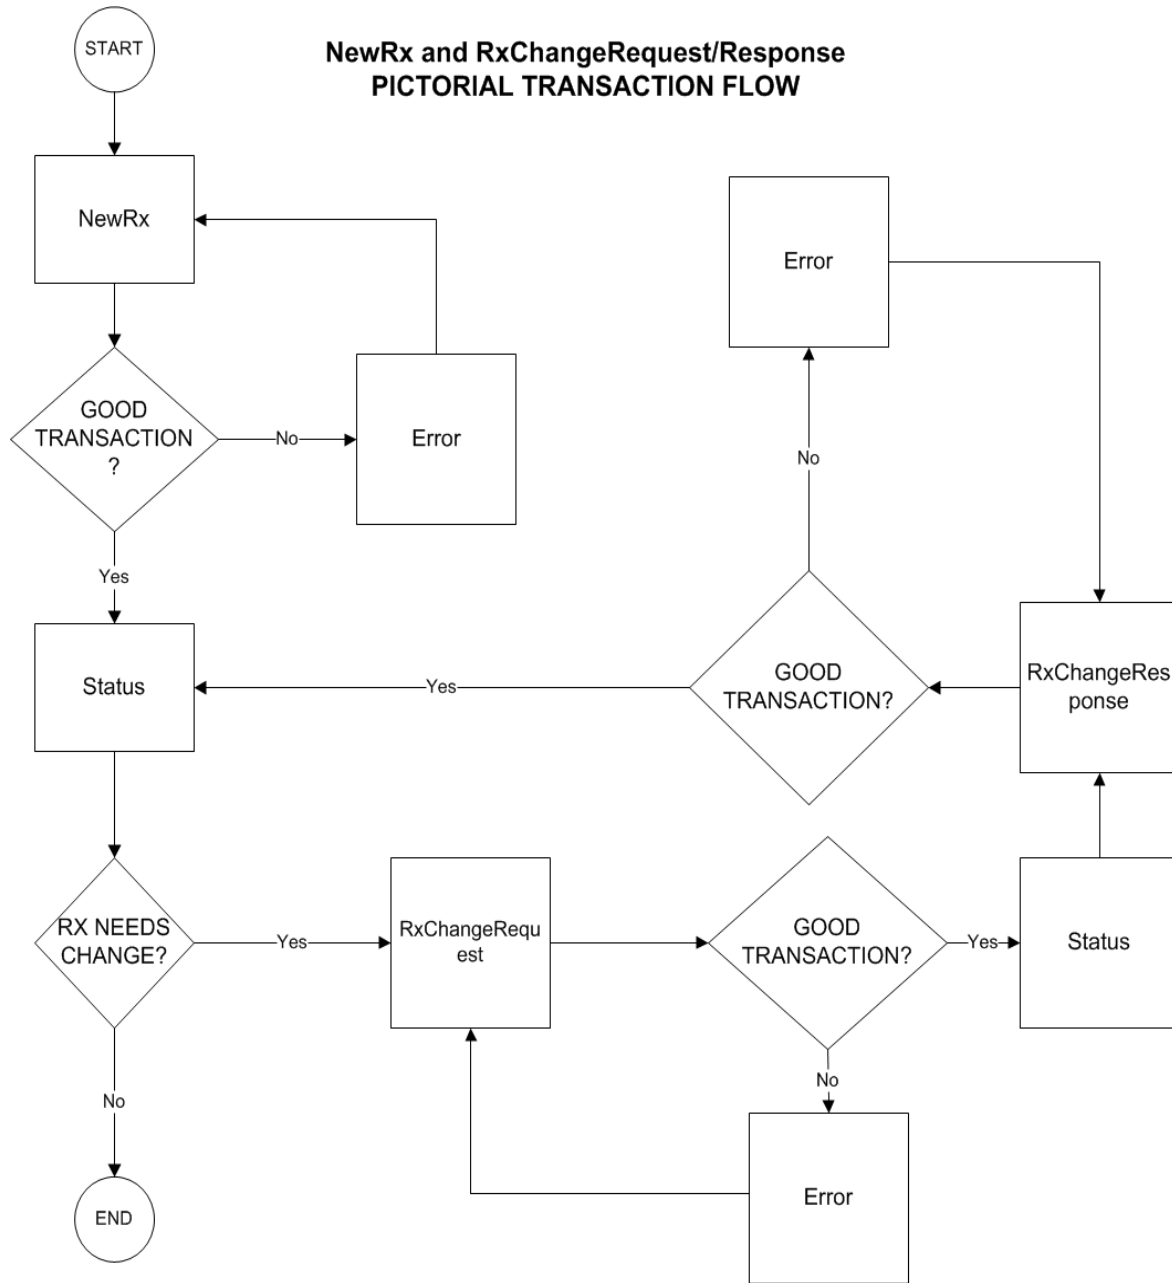 START
NewRx and RxChangeRequest/Response
PICTORIAL TRANSACTION FLOW
NewRx
Error
GOOD
TRANSACTION
?
No
Error
No
Yes
Status
Yes
GOOD
TRANSACTION?
RxChangeRes
ponse
RX NEEDS
CHANGE?
Yes
RxChangeRequ
est
GOOD
TRANSACTION?
Yes
Status
No
No
Error
END